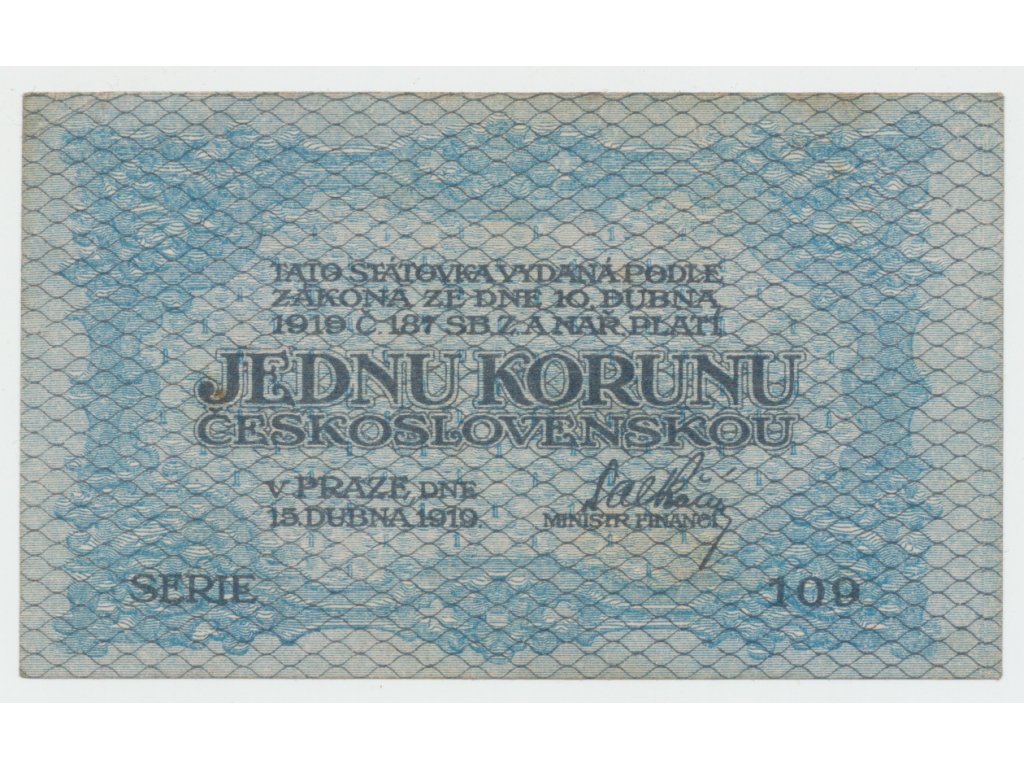 TATO STÁTOVKA VYDANÁ PODLE
ZÁKONA ZE DNE 10. DUBNA
1919 Č. 187 SB. Z. A NAŘ. PLATÍ
JEDNU KORUNU
ČESKOSLOVENSKOU
V PRAZE, DNE
15. DUBNA 1919.
MINISTR FINANCÍ
SERIE 109